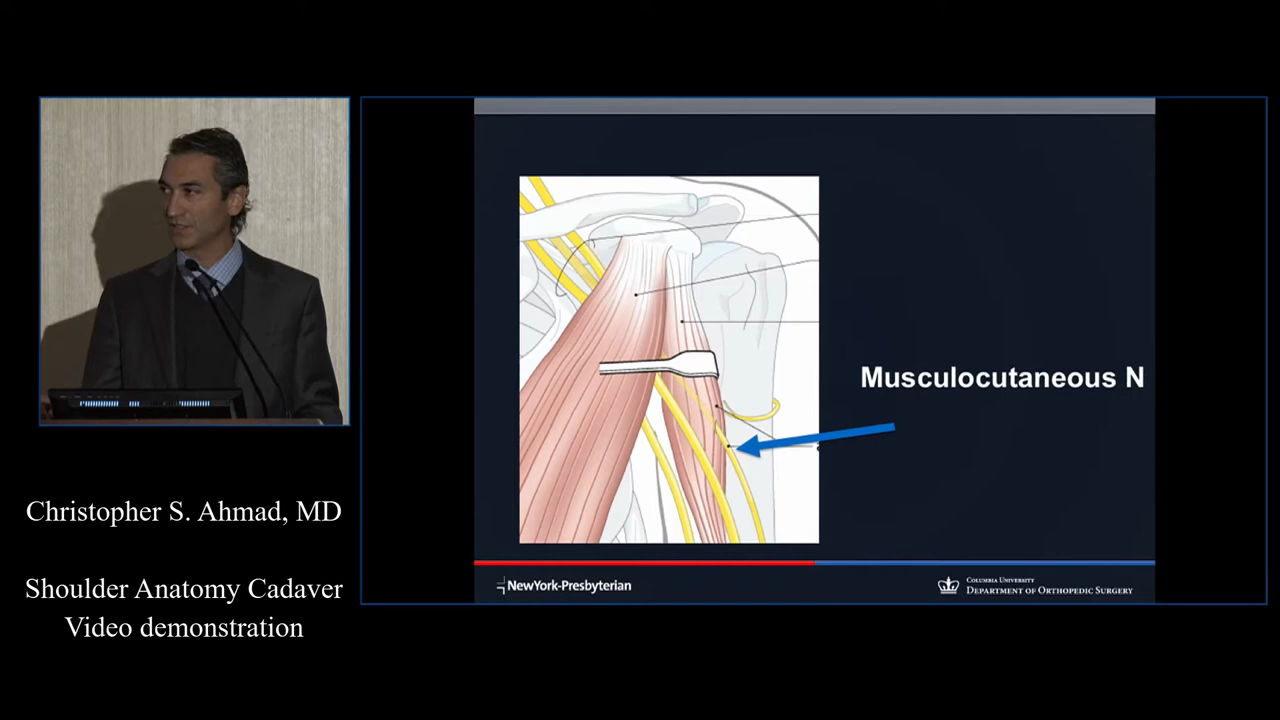 Musculocutaneous N
NewYork-Presbyterian
COLUMBIA UNIVERSITY
DEPARTMENT OF ORTHOPEDIC SURGERY
Christopher S. Ahmad, MD
Shoulder Anatomy Cadaver
Video demonstration